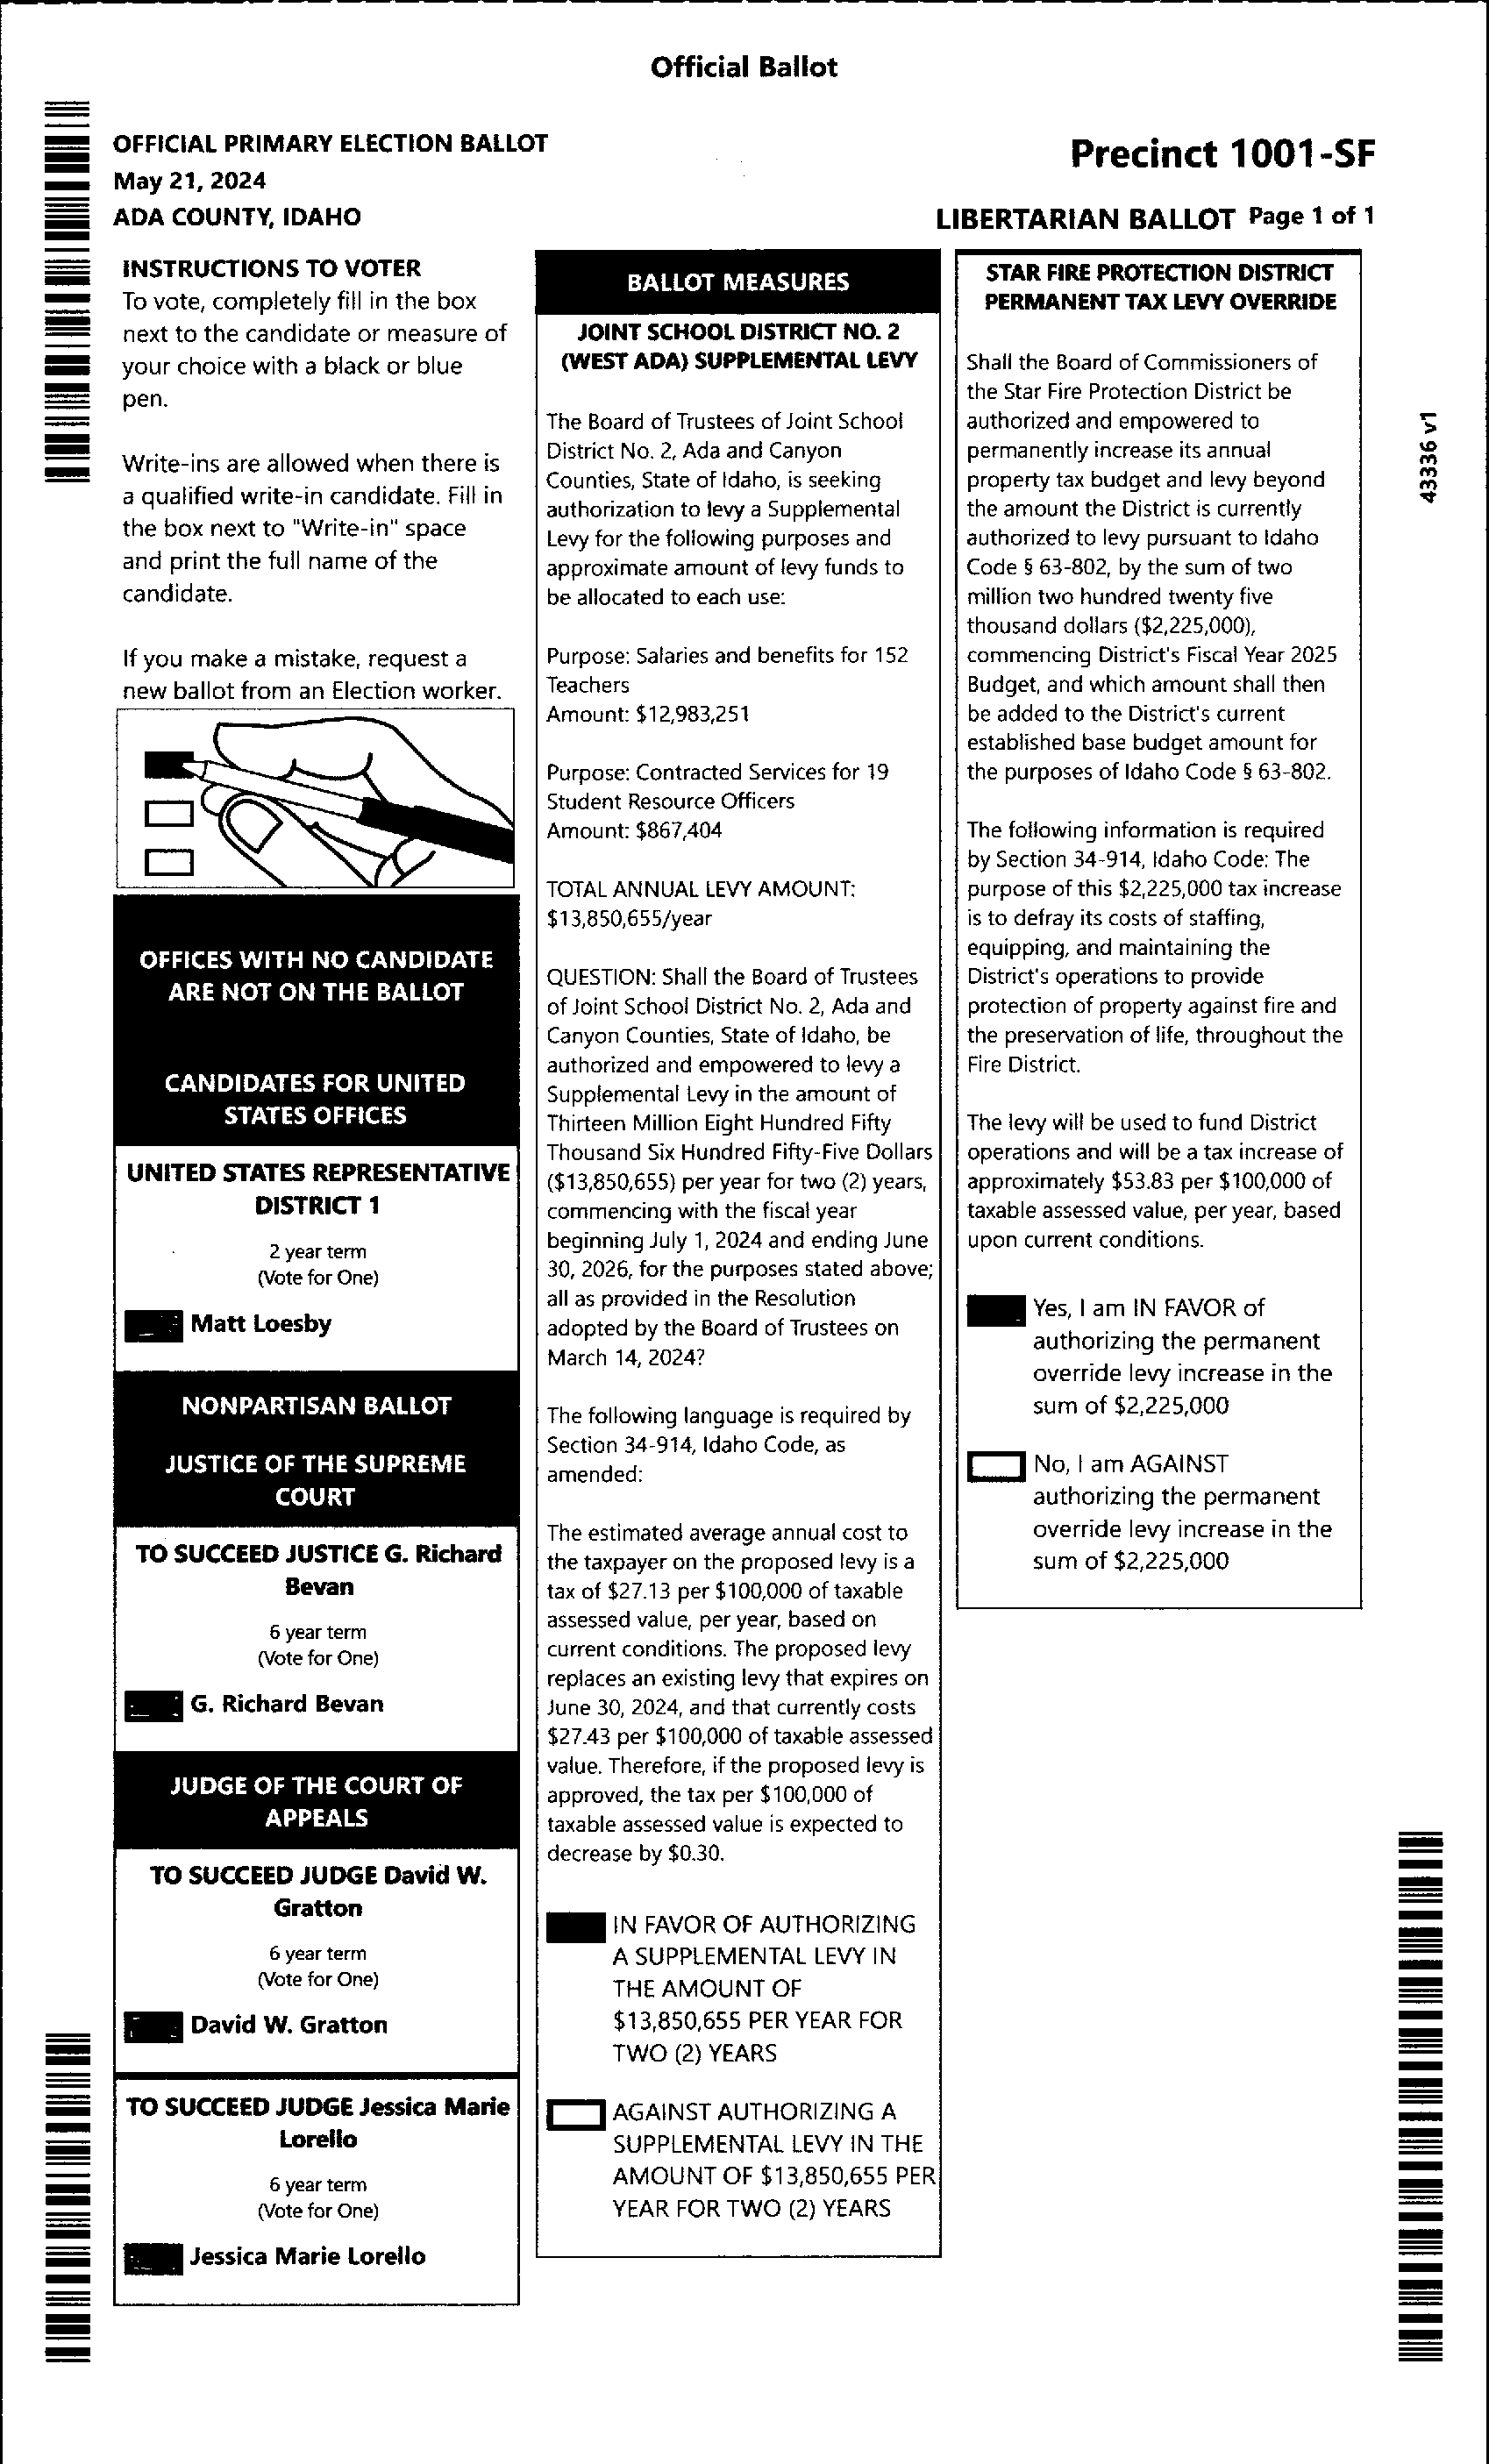 Official Ballot
OFFICIAL PRIMARY ELECTION BALLOT
May 21, 2024
ADA COUNTY, IDAHO
Precinct 1001-SF
LIBERTARIAN BALLOT Page 1 of 1
INSTRUCTIONS TO VOTER
To vote, completely fill in the box
next to the candidate or measure of
your choice with a black or blue
pen.
Write-ins are allowed when there is
a qualified write-in candidate. Fill in
the box next to "Write-in" space
and print the full name of the
candidate.
If you make a mistake, request a
new ballot from an Election worker.
OFFICES WITH NO CANDIDATE
ARE NOT ON THE BALLOT
CANDIDATES FOR UNITED
STATES OFFICES
UNITED STATES REPRESENTATIVE
DISTRICT 1
2 year term
(Vote for One)
Matt Loesby
NONPARTISAN BALLOT
JUSTICE OF THE SUPREME
COURT
TO SUCCEED JUSTICE G. Richard
Bevan
6 year term
(Vote for One)
G. Richard Bevan
JUDGE OF THE COURT OF
APPEALS
TO SUCCEED JUDGE David W.
Gratton
6 year term
(Vote for One)
David W. Gratton
TO SUCCEED JUDGE Jessica Marie
Lorello
6 year term
(Vote for One)
Jessica Marie Lorello
BALLOT MEASURES
JOINT SCHOOL DISTRICT NO. 2
(WEST ADA) SUPPLEMENTAL LEVY
The Board of Trustees of Joint School
District No. 2, Ada and Canyon
Counties, State of Idaho, is seeking
authorization to levy a Supplemental
Levy for the following purposes and
approximate amount of levy funds to
be allocated to each use:
Purpose: Salaries and benefits for 152
Teachers
Amount: $12,983,251
Purpose: Contracted Services for 19
Student Resource Officers
Amount: $867,404
TOTAL ANNUAL LEVY AMOUNT:
$13,850,655/year
QUESTION: Shall the Board of Trustees
of Joint School District No. 2, Ada and
Canyon Counties, State of Idaho, be
authorized and empowered to levy a
Supplemental Levy in the amount of
Thirteen Million Eight Hundred Fifty
Thousand Six Hundred Fifty-Five Dollars
($13,850,655) per year for two (2) years,
commencing with the fiscal year
beginning July 1, 2024 and ending June
30, 2026, for the purposes stated above;
all as provided in the Resolution
adopted by the Board of Trustees on
March 14, 2024?
The following language is required by
Section 34-914, Idaho Code, as
amended:
The estimated average annual cost to
the taxpayer on the proposed levy is a
tax of $27.13 per $100,000 of taxable
assessed value, per year, based on
current conditions. The proposed levy
replaces an existing levy that expires on
June 30, 2024, and that currently costs
$27.43 per $100,000 of taxable assessed
value. Therefore, if the proposed levy is
approved, the tax per $100,000 of
taxable assessed value is expected to
decrease by $0.30.
IN FAVOR OF AUTHORIZING
A SUPPLEMENTAL LEVY IN
THE AMOUNT OF
$13,850,655 PER YEAR FOR
TWO (2) YEARS
AGAINST AUTHORIZING A
SUPPLEMENTAL LEVY IN THE
AMOUNT OF $13,850,655 PER
YEAR FOR TWO (2) YEARS
STAR FIRE PROTECTION DISTRICT
PERMANENT TAX LEVY OVERRIDE
Shall the Board of Commissioners of
the Star Fire Protection District be
authorized and empowered to
permanently increase its annual
property tax budget and levy beyond
the amount the District is currently
authorized to levy pursuant to Idaho
Code § 63-802, by the sum of two
million two hundred twenty five
thousand dollars ($2,225,000),
commencing District's Fiscal Year 2025
Budget, and which amount shall then
be added to the District's current
established base budget amount for
the purposes of Idaho Code § 63-802.
The following information is required
by Section 34-914, Idaho Code: The
purpose of this $2,225,000 tax increase
is to defray its costs of staffing,
equipping, and maintaining the
District's operations to provide
protection of property against fire and
the preservation of life, throughout the
Fire District.
The levy will be used to fund District
operations and will be a tax increase of
approximately $53.83 per $100,000 of
taxable assessed value, per year, based
upon current conditions.
Yes, I am IN FAVOR of
authorizing the permanent
override levy increase in the
sum of $2,225,000
No, I am AGAINST
authorizing the permanent
override levy increase in the
sum of $2,225,000
43336 v1